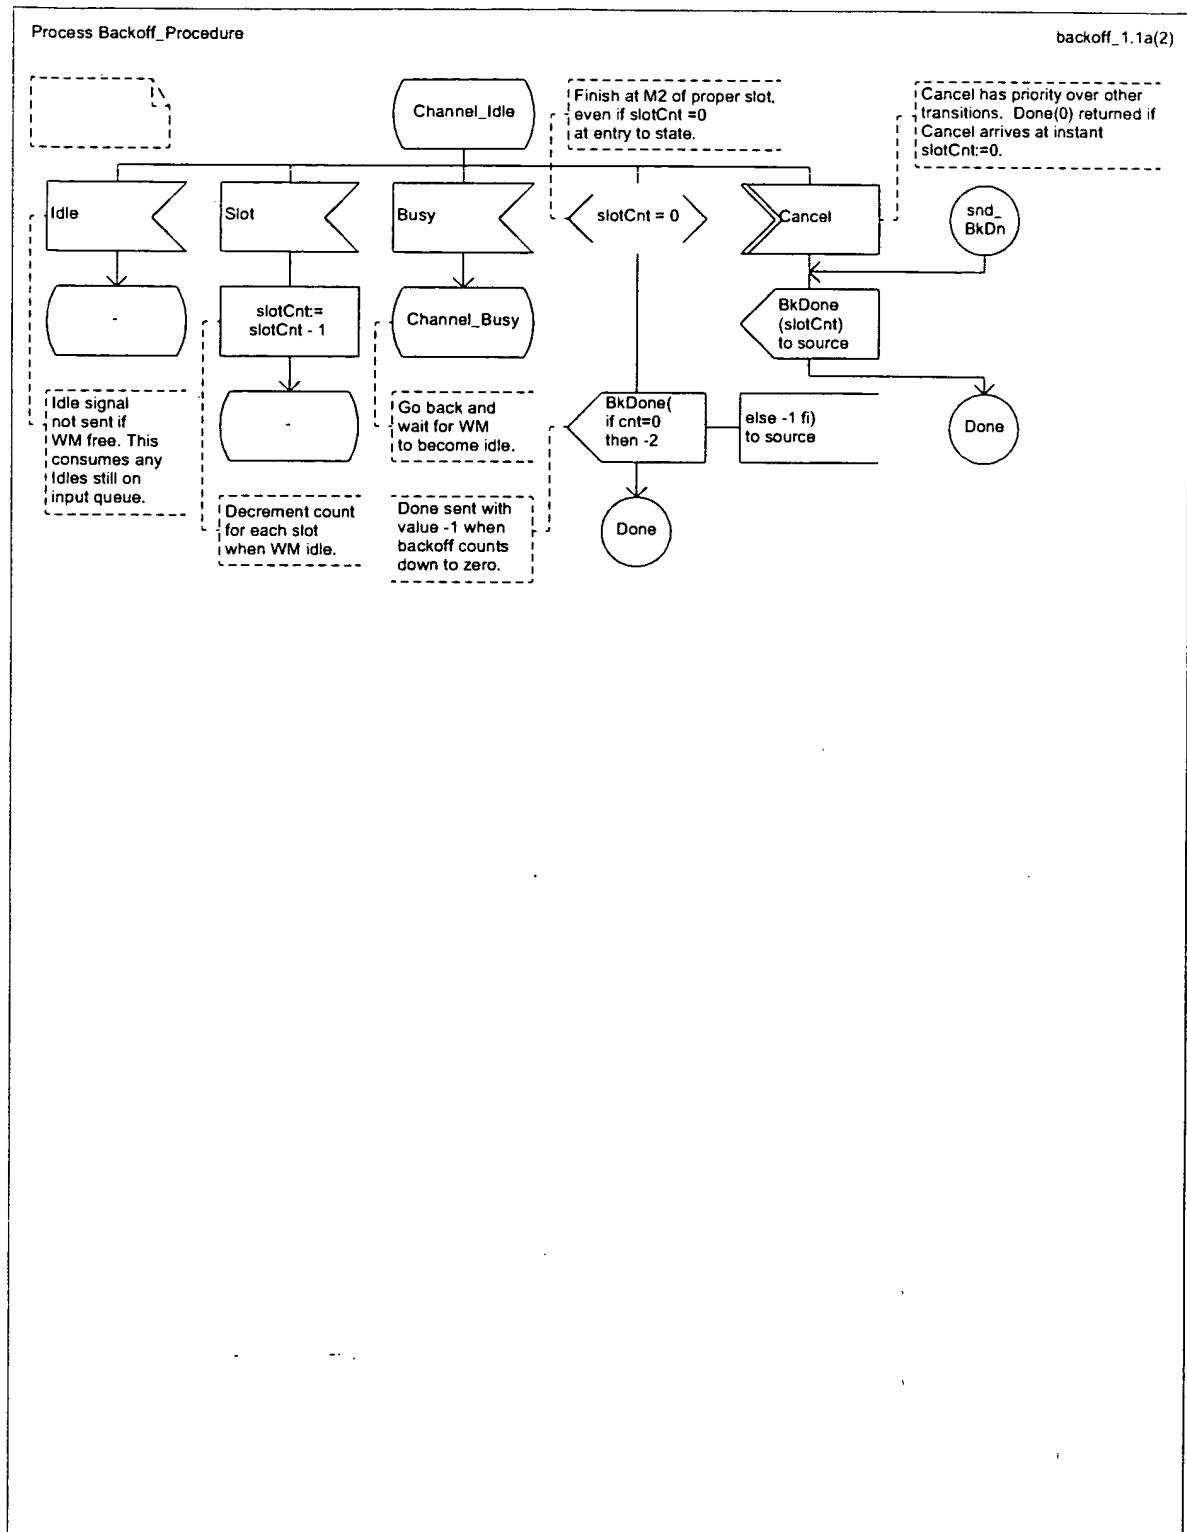 Process Backoff_Procedure
backoff_1.1a(2)
Channel_Idle
Finish at M2 of proper slot,
even if slotCnt =0
at entry to state.
Cancel has priority over other
transitions.  Done(0) returned if
Cancel arrives at instant
slotCnt:=0.
Idle
Slot
Busy
slotCnt = 0
Cancel
snd_
BkDn
-
slotCnt:=
slotCnt - 1
Channel_Busy
BkDone
(slotCnt)
to source
Idle signal
not sent if
WM free. This
consumes any
Idles still on
input queue.
-
Go back and
wait for WM
to become idle.
BkDone(
if cnt=0
then -2
else -1 fi)
to source
Done
Decrement count
for each slot
when WM idle.
Done sent with
value -1 when
backoff counts
down to zero.
Done